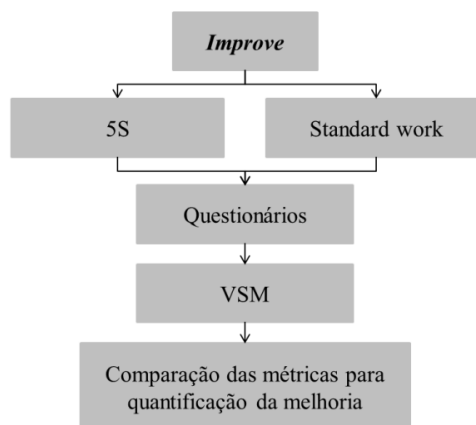 Improve
5S
Standard work
Questionários
VSM
Comparação das métricas para
quantificação da melhoria